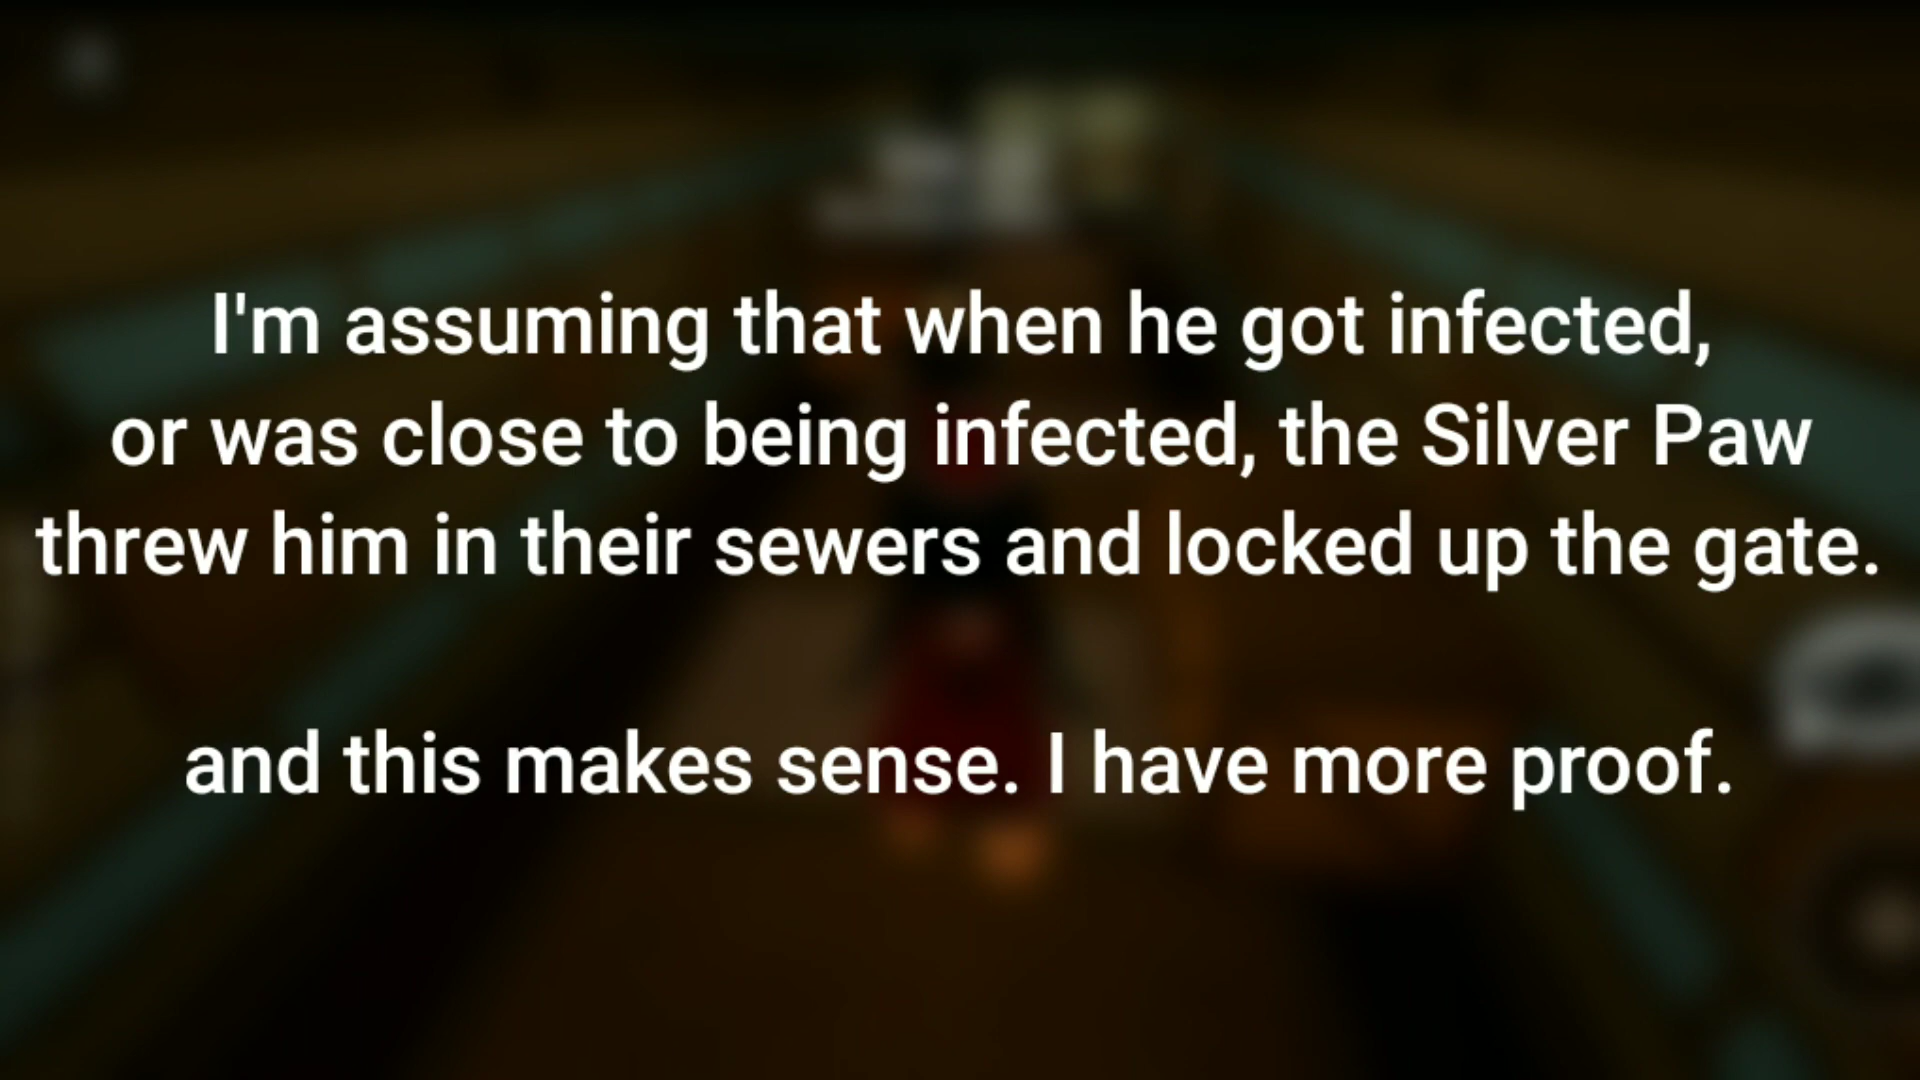 I'm assuming that when he got infected,
or was close to being infected, the Silver Paw
threw him in their sewers and locked up the gate.
and this makes sense. I have more proof.